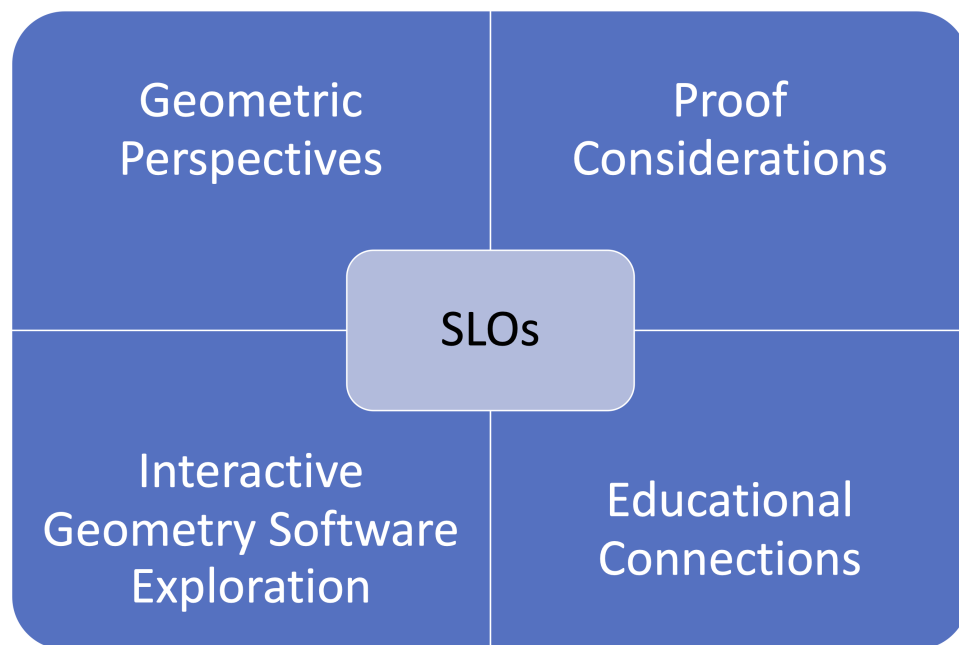 Geometric
Perspectives
Proof
Considerations
SLOs
Interactive
Geometry Software
Exploration
Educational
Connections